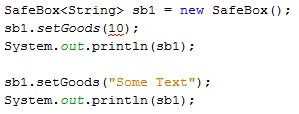 SafeBox<String> sb1 = new SafeBox();
sb1.setGoods(10);
System.out.println(sb1);
sb1.setGoods("Some Text");
System.out.println(sb1);